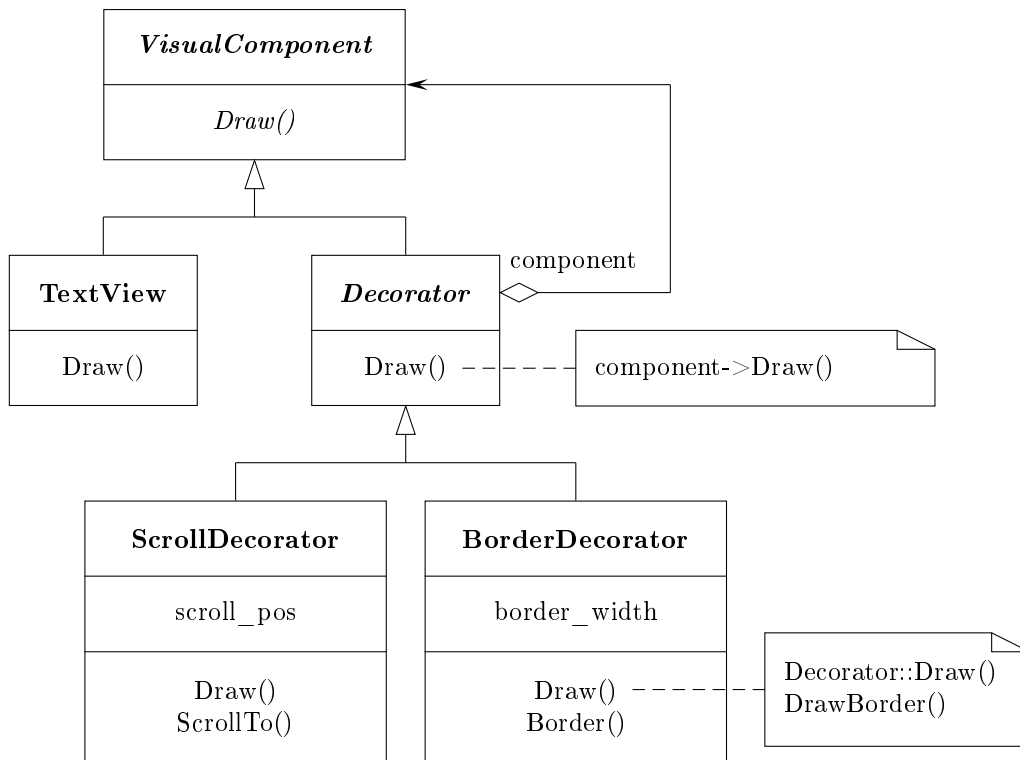 VisualComponent
Draw()
component
TextView
Decorator
Draw()
Draw()
component->Draw()
ScrollDecorator
BorderDecorator
scroll_pos
border_width
Draw()
ScrollTo()
Draw()
Border()
Decorator::Draw()
DrawBorder()